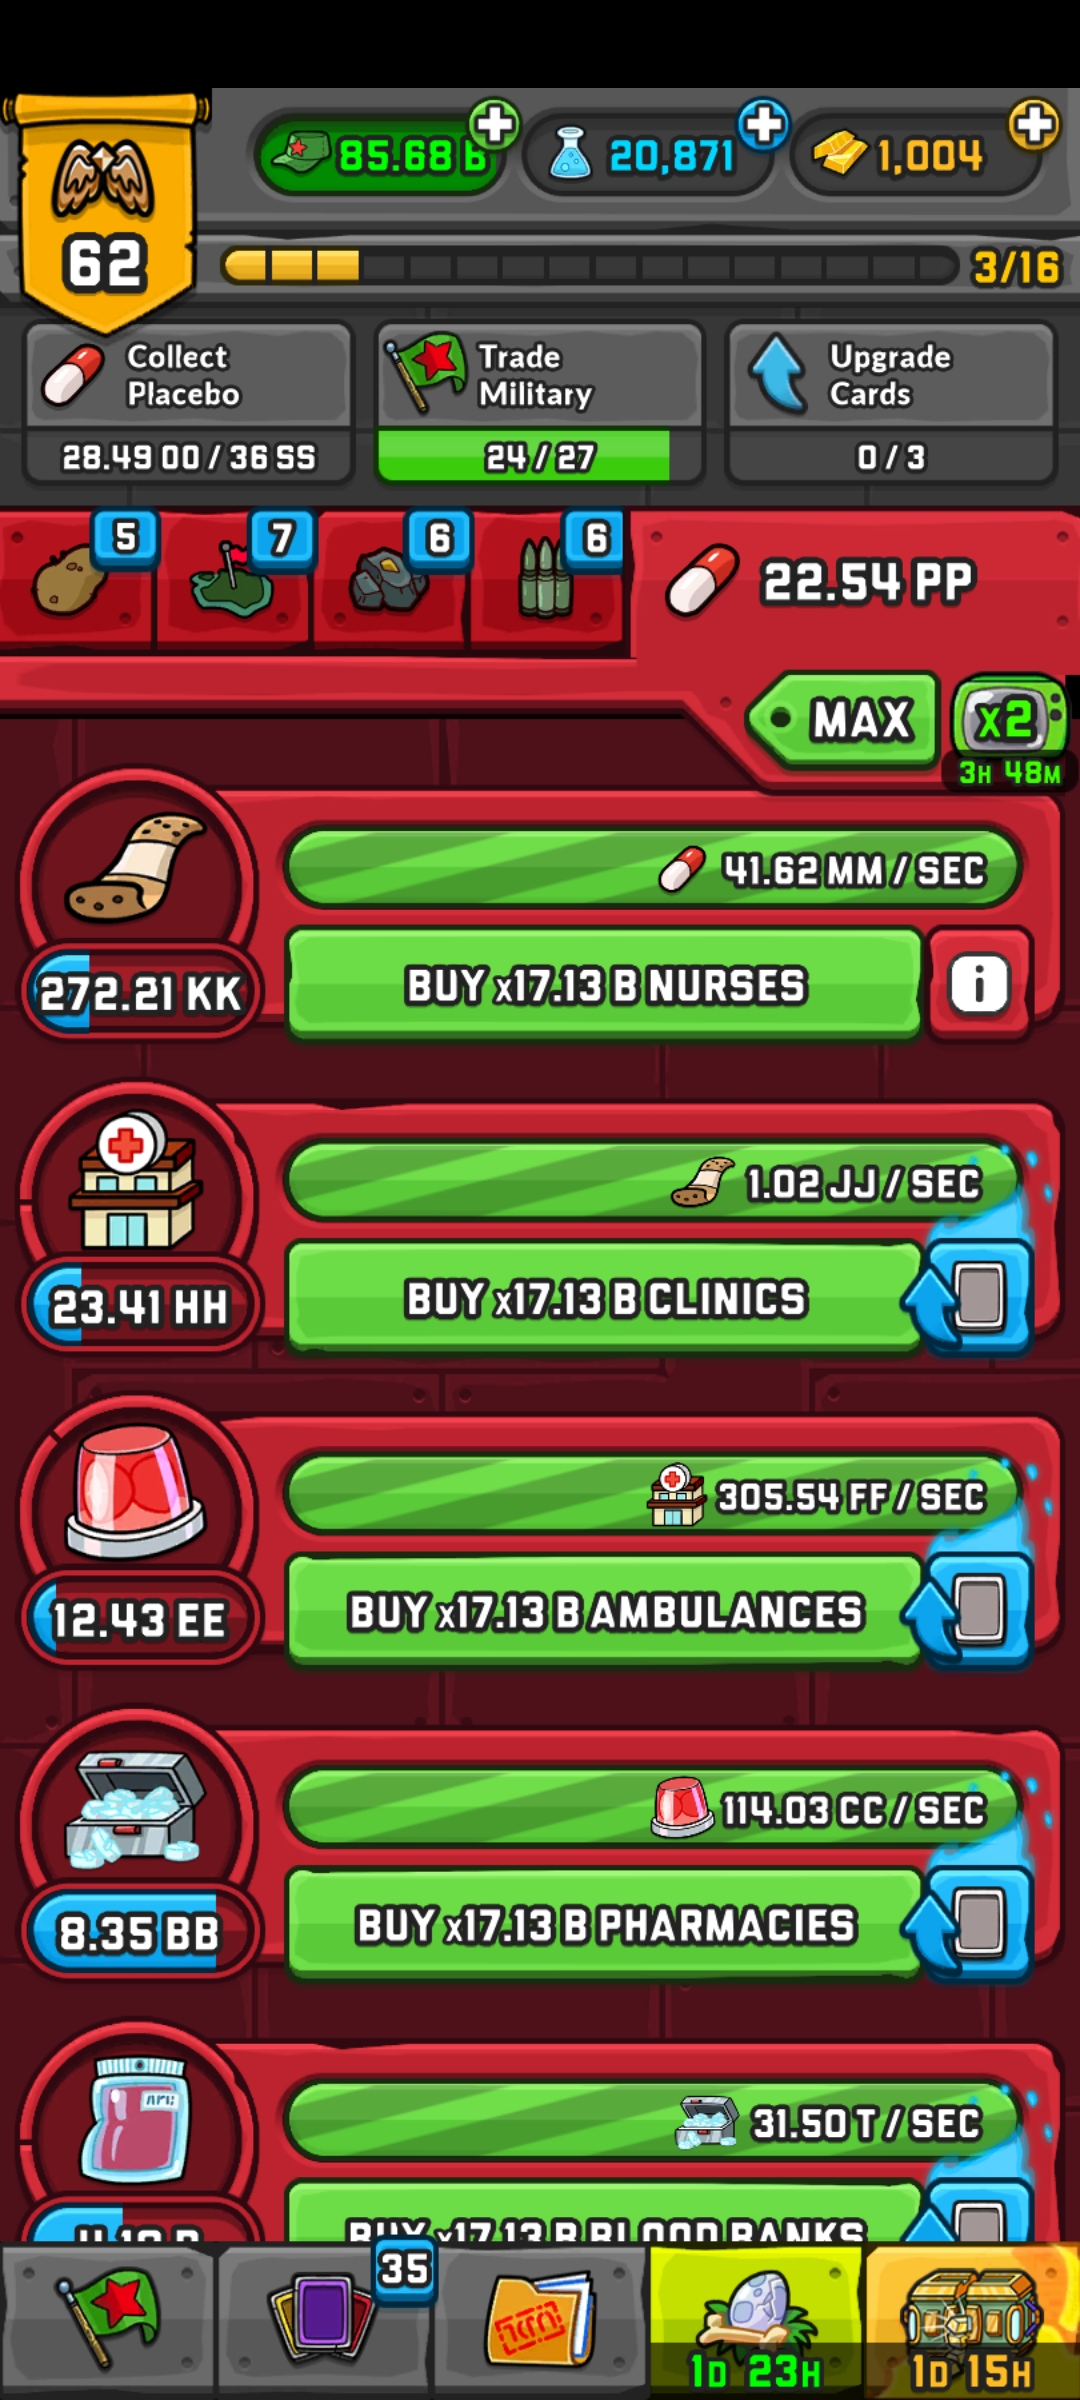 85.68 B
20,871
1,004
62
3/16
Collect
Placebo
28.49 OO / 36 SS
Trade
Military
24 / 27
Upgrade
Cards
0 / 3
5
7
6
6
22.54 PP
MAX
x2
3H 48M
41.62 MM / SEC
272.21 KK
BUY x17.13 B NURSES
i
1.02 JJ / SEC
23.41 HH
BUY x17.13 B CLINICS
305.54 FF / SEC
12.43 EE
BUY x17.13 B AMBULANCES
114.03 CC / SEC
8.35 BB
BUY x17.13 B PHARMACIES
31.50 T / SEC
BUY x17.13 B BLOOD BANKS
35
1D 23H
1D 15H